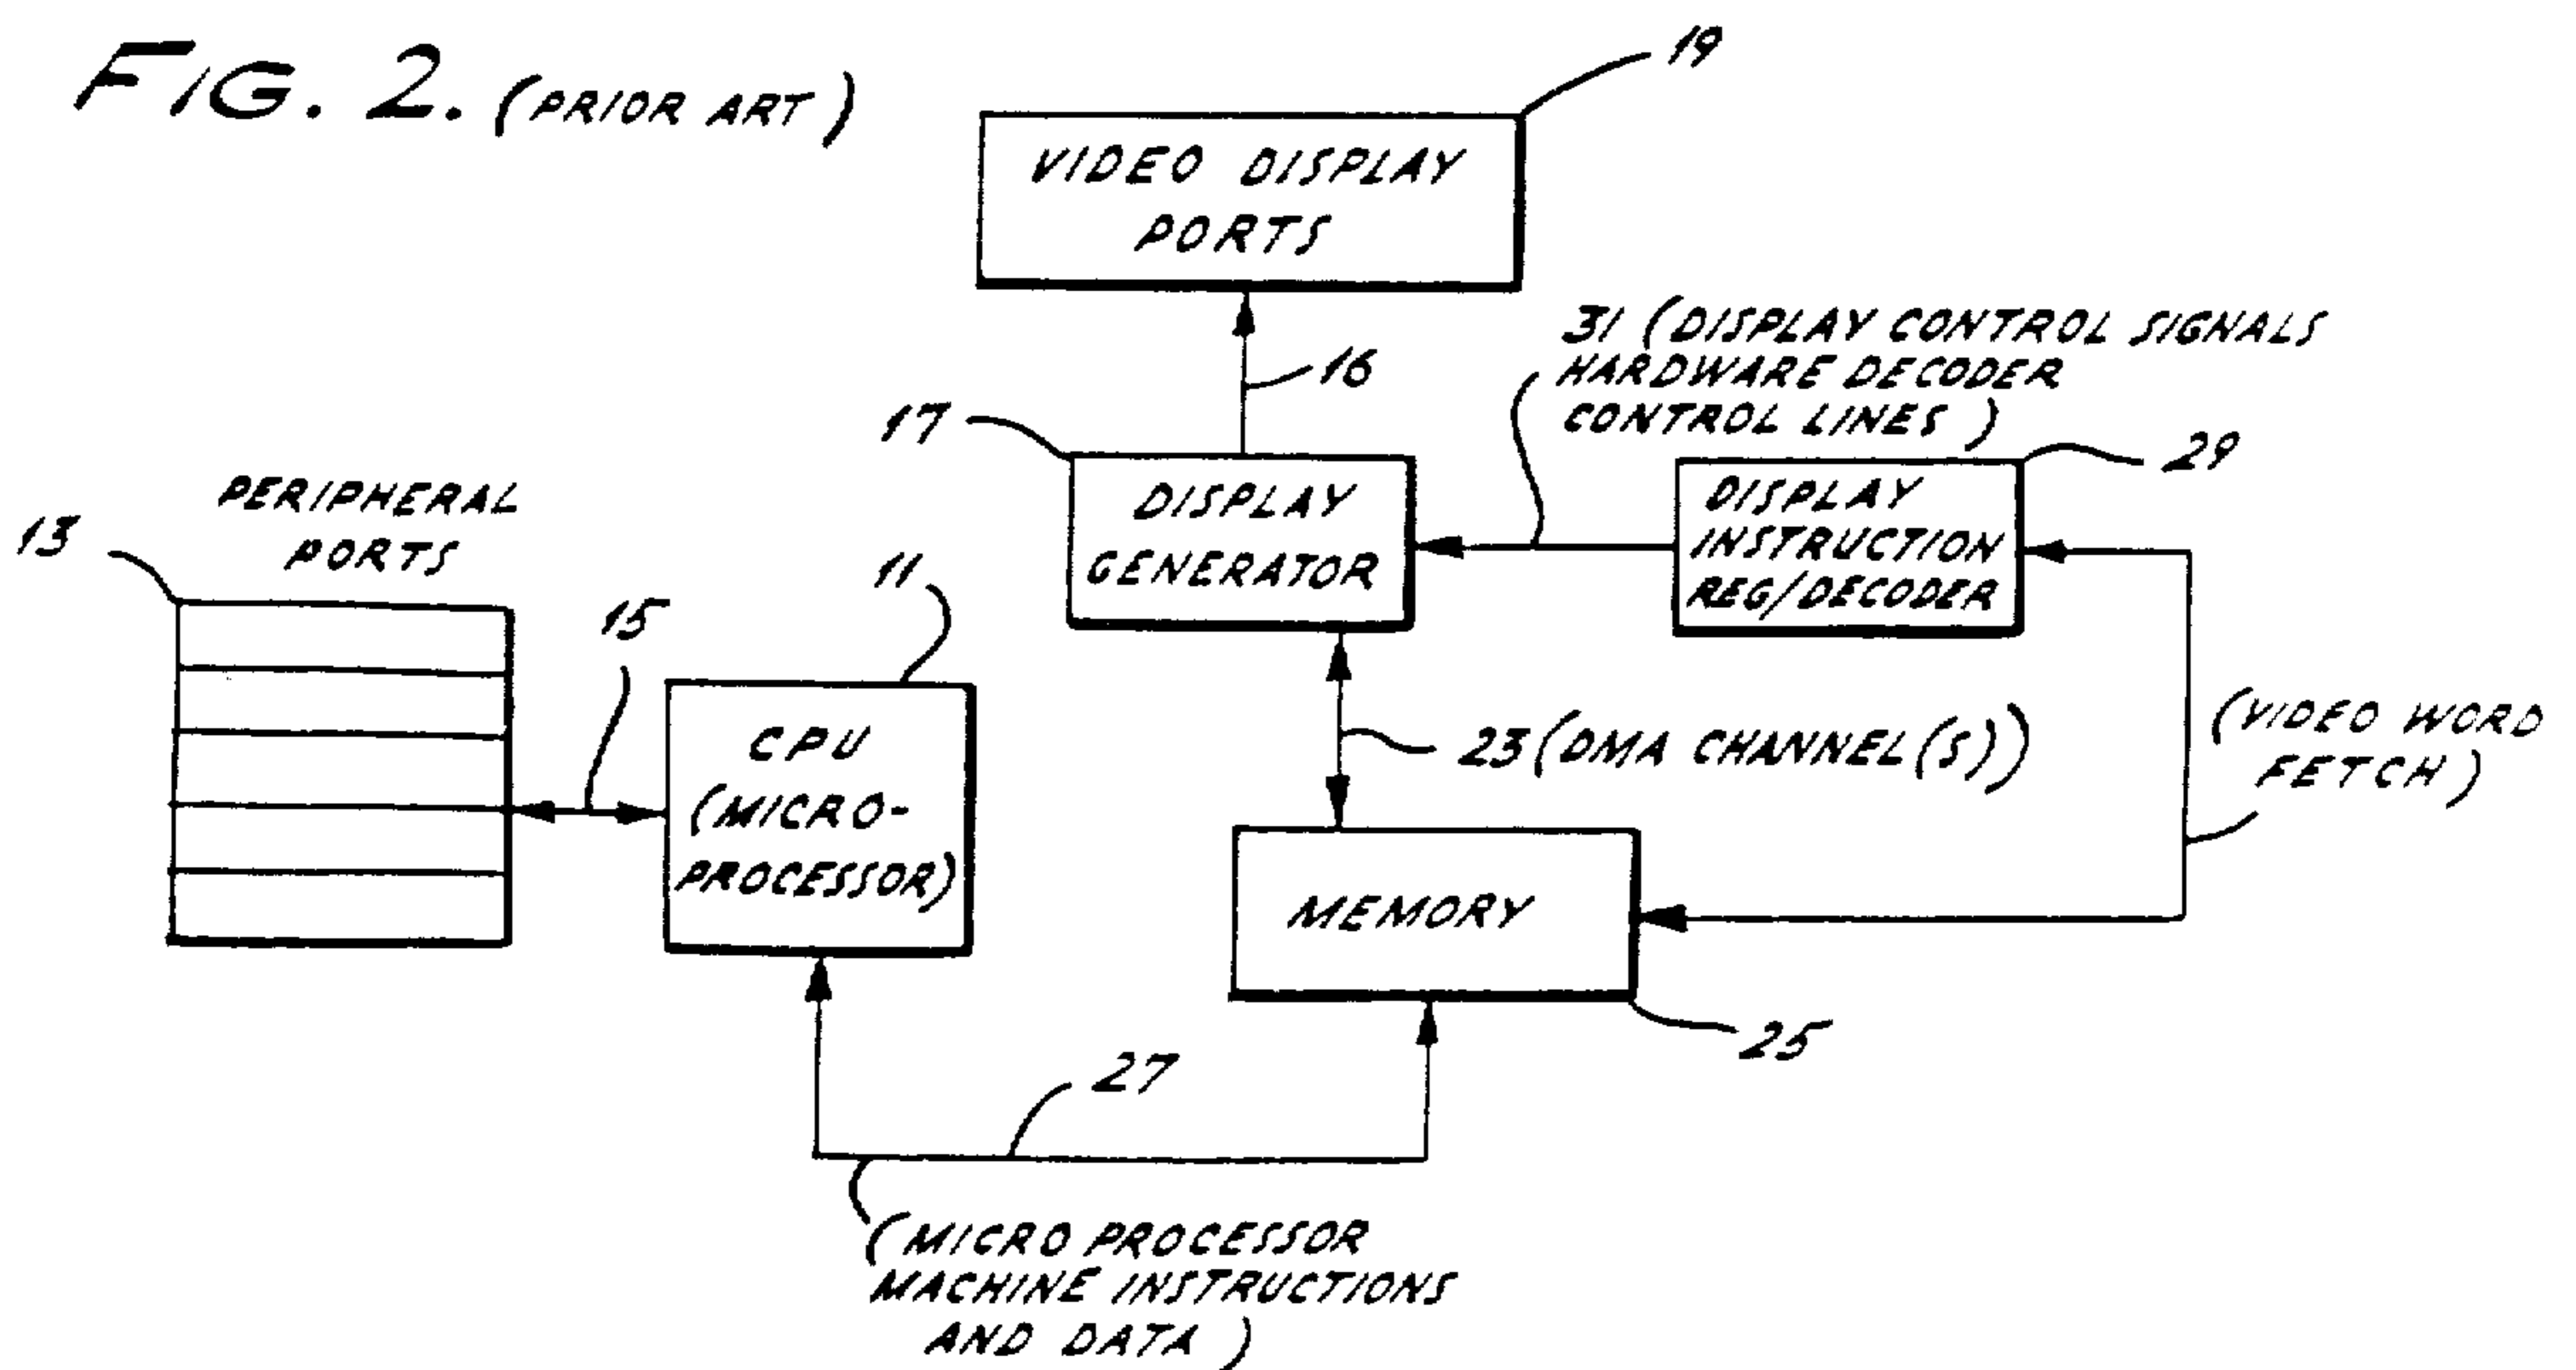 FIG. 2. (PRIOR ART)
19
VIDEO DISPLAY
PORTS
16
31 (DISPLAY CONTROL SIGNALS
HARDWARE DECODER
CONTROL LINES)
17
DISPLAY
GENERATOR
29
DISPLAY
INSTRUCTION
REG/DECODER
PERIPHERAL
PORTS
13
15
11
CPU
(MICRO-
PROCESSOR)
23 (DMA CHANNEL(S))
(VIDEO WORD
FETCH)
MEMORY
25
27
(MICRO PROCESSOR
MACHINE INSTRUCTIONS
AND DATA)